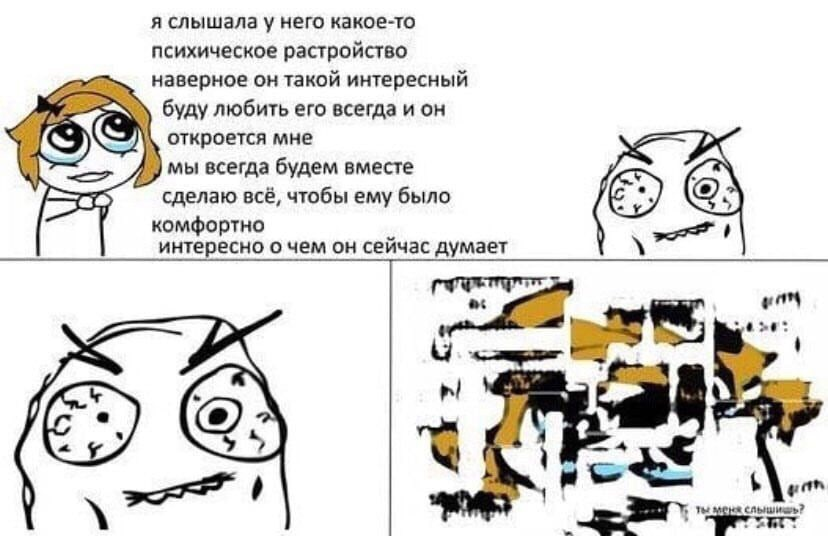 я слышала у него какое-то
психическое растройство
наверное он такой интересный
буду любить его всегда и он
откроется мне
мы всегда будем вместе
сделаю всё, чтобы ему было
комфортно
интересно о чем он сейчас думает
ты меня слышишь?